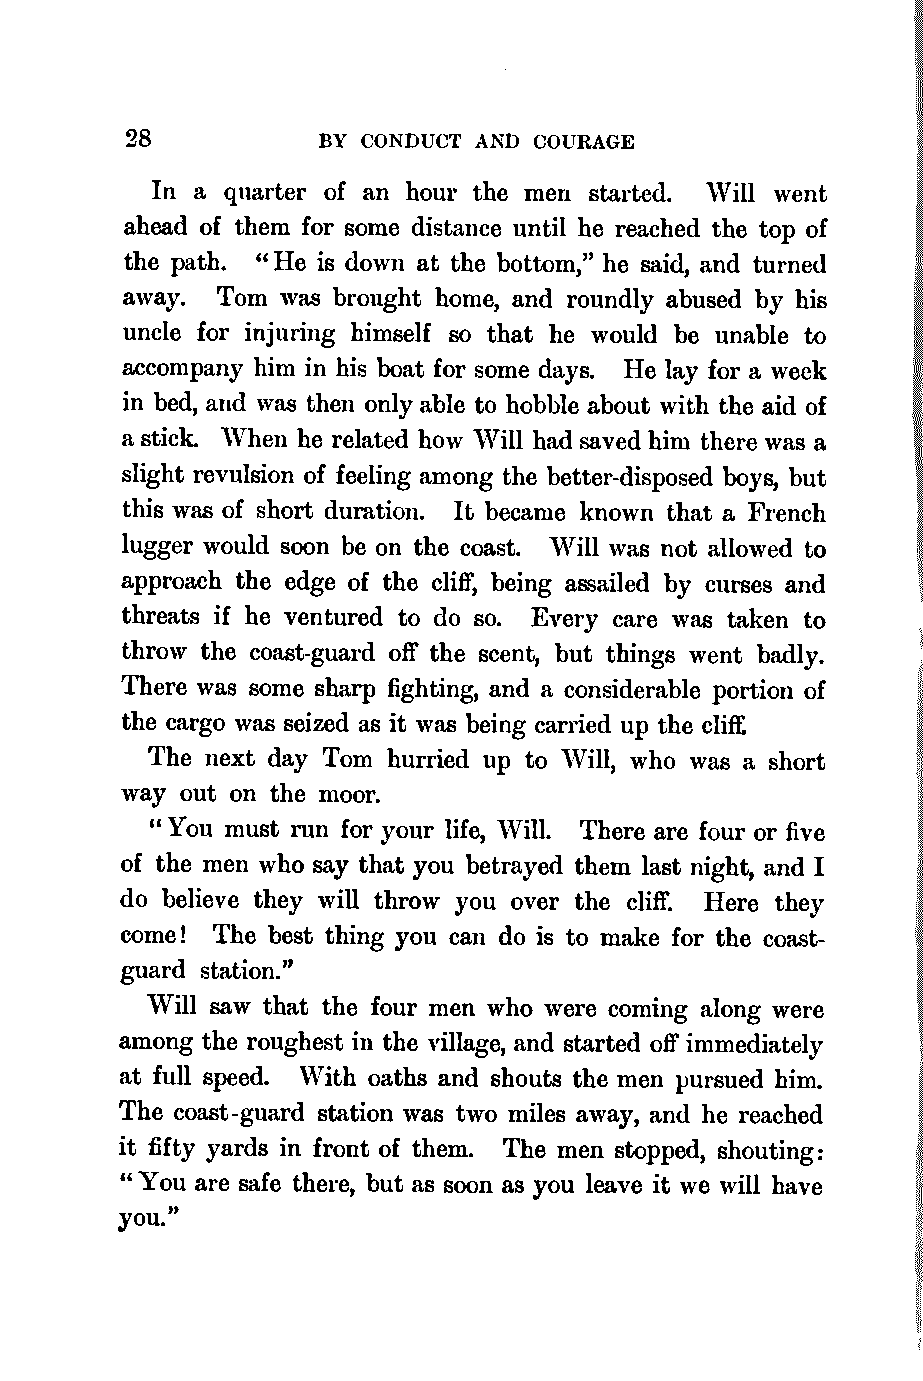 28 BY CONDUCT AND COURAGE
In a quarter of an hour the men started. Will went
ahead of them for some distance until he reached the top of
the path. "He is down at the bottom," he said, and turned
away. Tom was brought home, and roundly abused by his
uncle for injuring himself so that he would be unable to
accompany him in his boat for some days. He lay for a week
in bed, and was then only able to hobble about with the aid of
a stick. When he related how Will had saved him there was a
slight revulsion of feeling among the better-disposed boys, but
this was of short duration. It became known that a French
lugger would soon be on the coast. Will was not allowed to
approach the edge of the cliff, being assailed by curses and
threats if he ventured to do so. Every care was taken to
throw the coast-guard off the scent, but things went badly.
There was some sharp fighting, and a considerable portion of
the cargo was seized as it was being carried up the cliff.
The next day Tom hurried up to Will, who was a short
way out on the moor.
"You must run for your life, Will. There are four or five
of the men who say that you betrayed them last night, and I
do believe they will throw you over the cliff. Here they
come! The best thing you can do is to make for the coast-
guard station."
Will saw that the four men who were coming along were
among the roughest in the village, and started off immediately
at full speed. With oaths and shouts the men pursued him.
The coast-guard station was two miles away, and he reached
it fifty yards in front of them. The men stopped, shouting:
"You are safe there, but as soon as you leave it we will have
you."